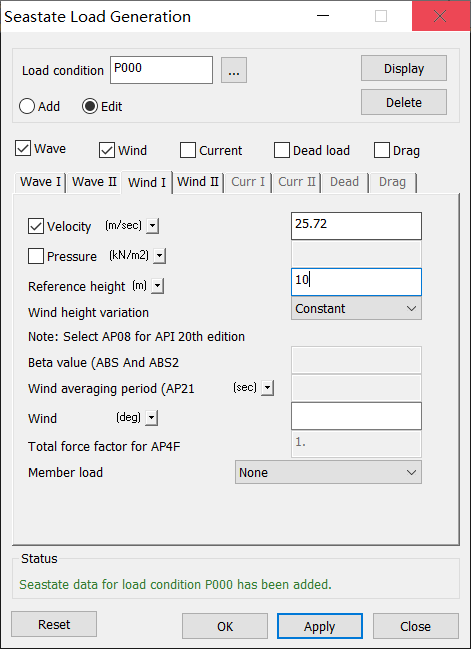 Seastate Load Generation
Load condition P000 ... Display
Add Edit Delete
Wave Wind Current Dead load Drag
Wave I Wave II Wind I Wind II Curr I Curr II Dead Drag
Velocity (m/sec) 25.72
Pressure (kN/m2)
Reference height (m) 10
Wind height variation Constant
Note: Select AP08 for API 20th edition
Beta value (ABS And ABS2
Wind averaging period (AP21 (sec)
Wind (deg)
Total force factor for AP4F 1.
Member load None
Status
Seastate data for load condition P000 has been added.
Reset OK Apply Close